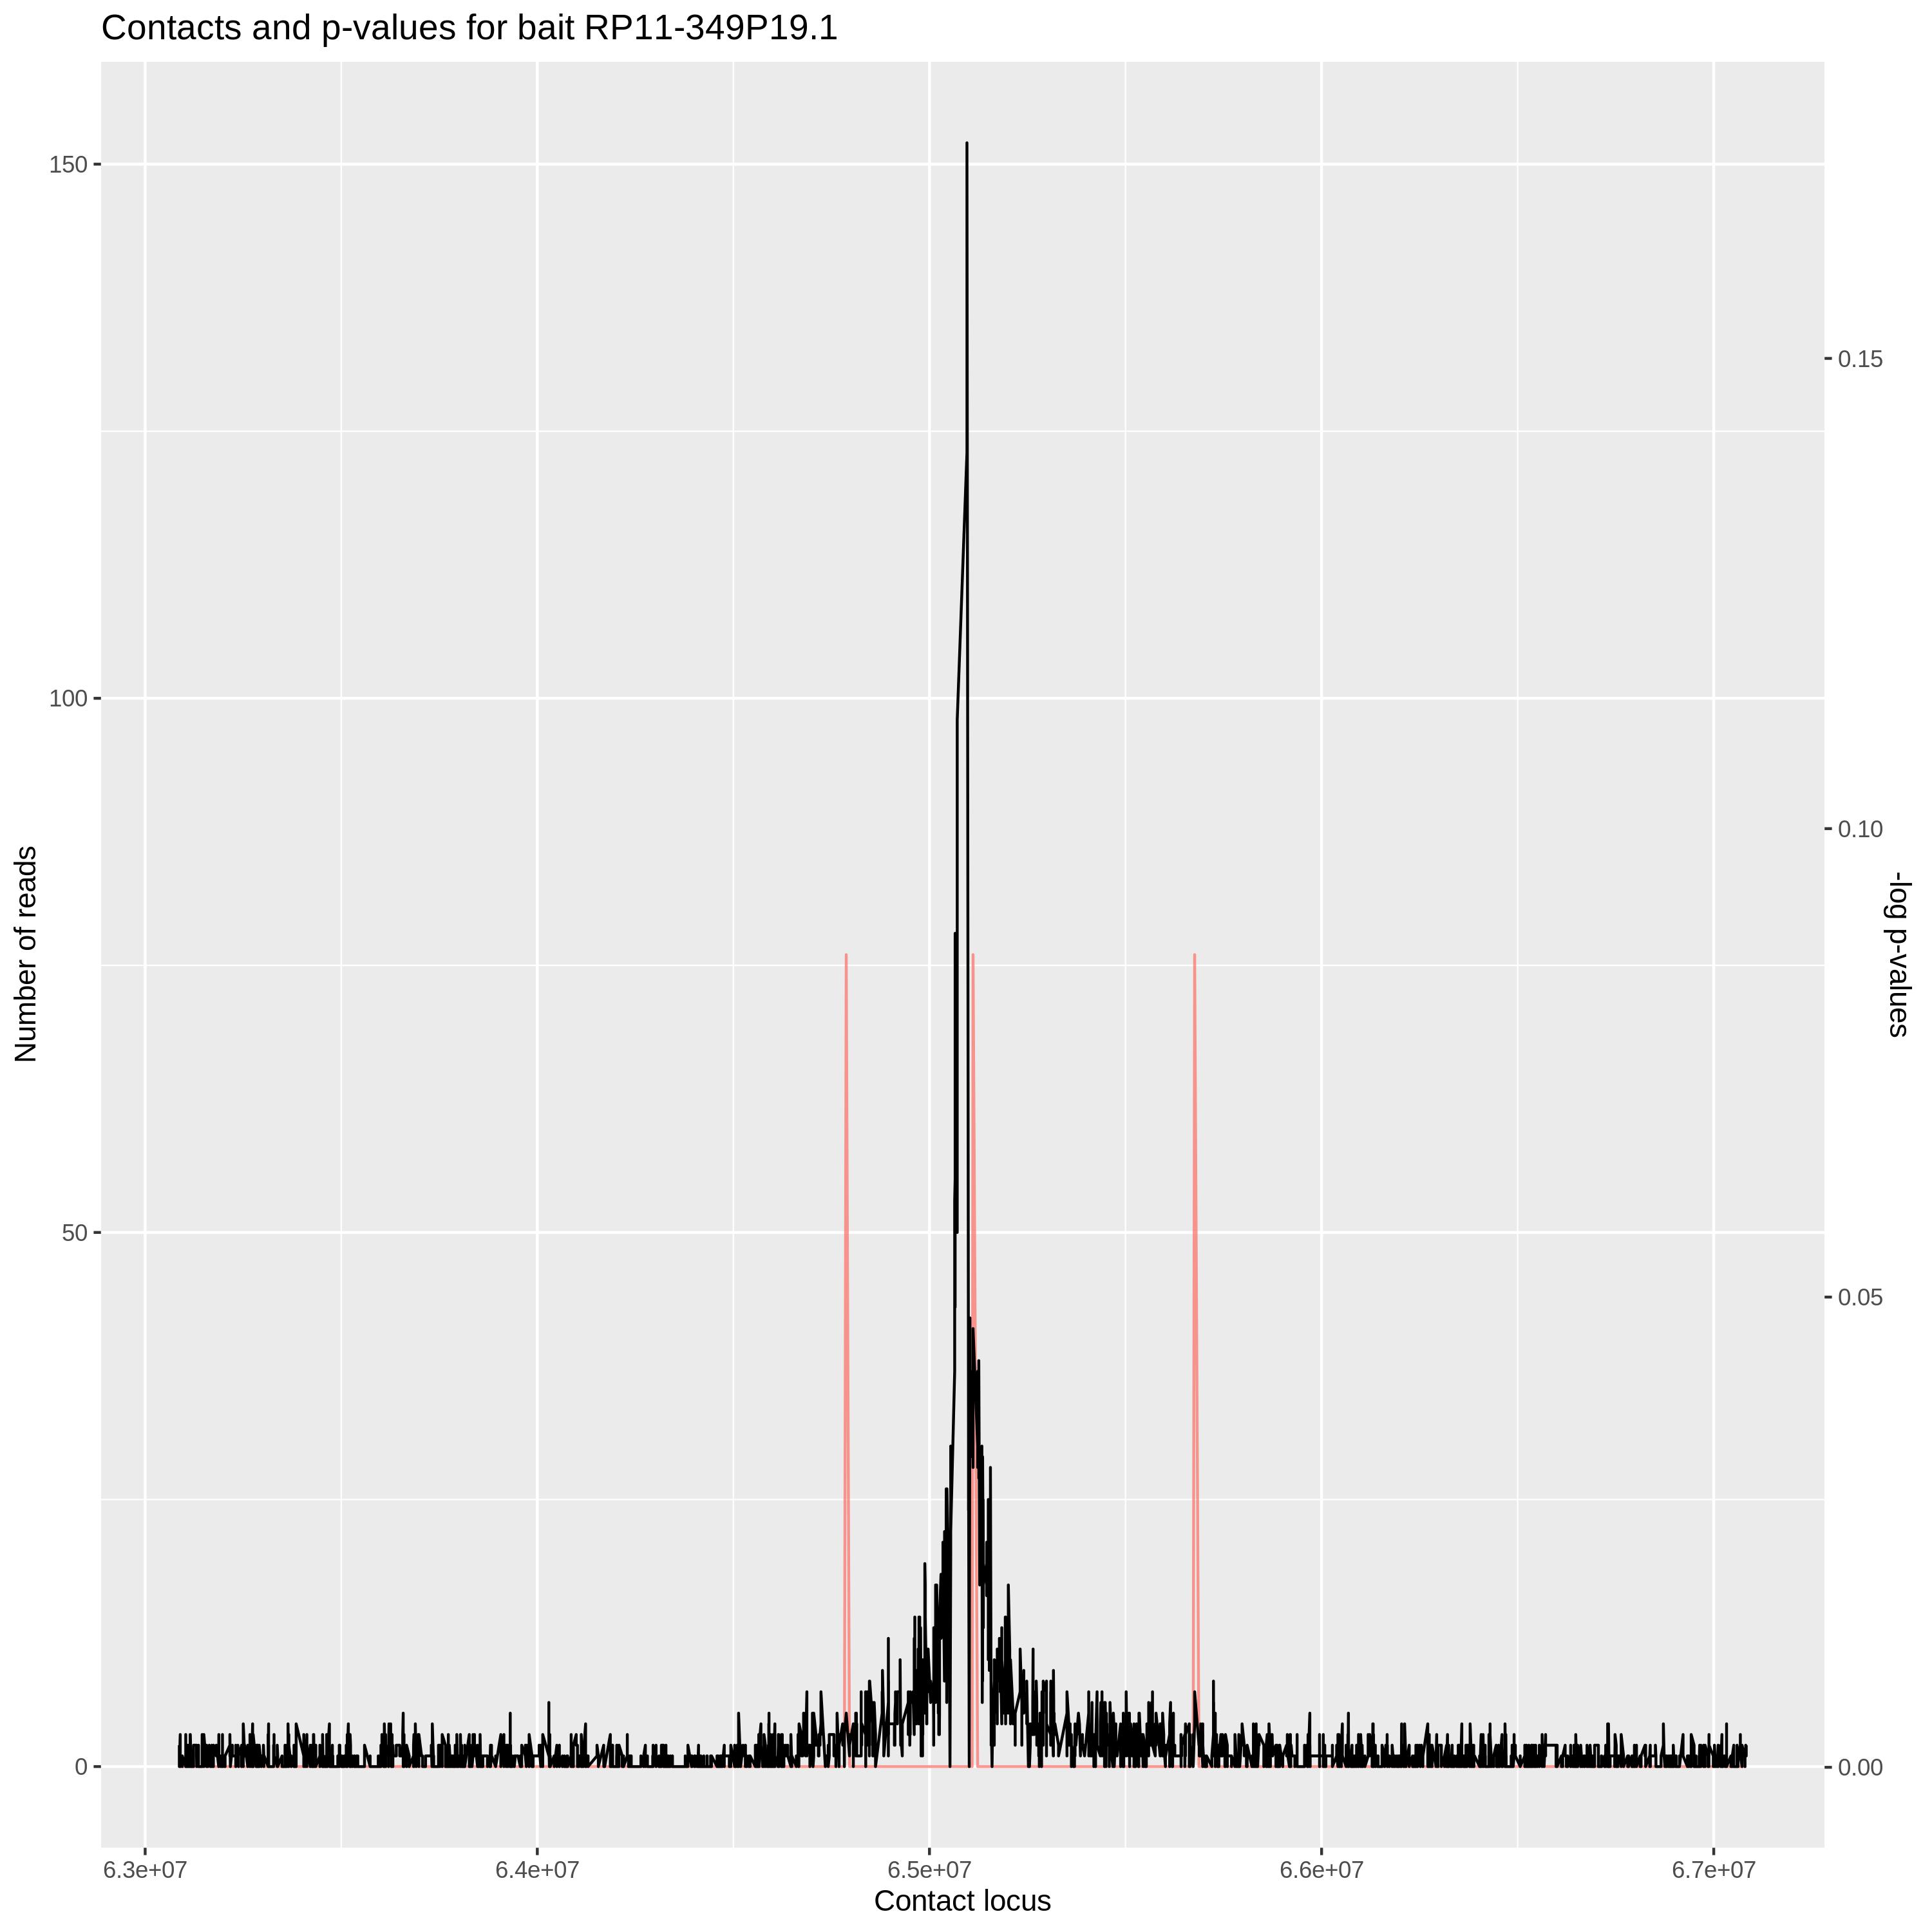 Contacts and p-values for bait RP11-349P19.1
150
100
50
0
Number of reads
0.15
0.10
0.05
0.00
-log p-values
6.3e+07
6.4e+07
6.5e+07
6.6e+07
6.7e+07
Contact locus